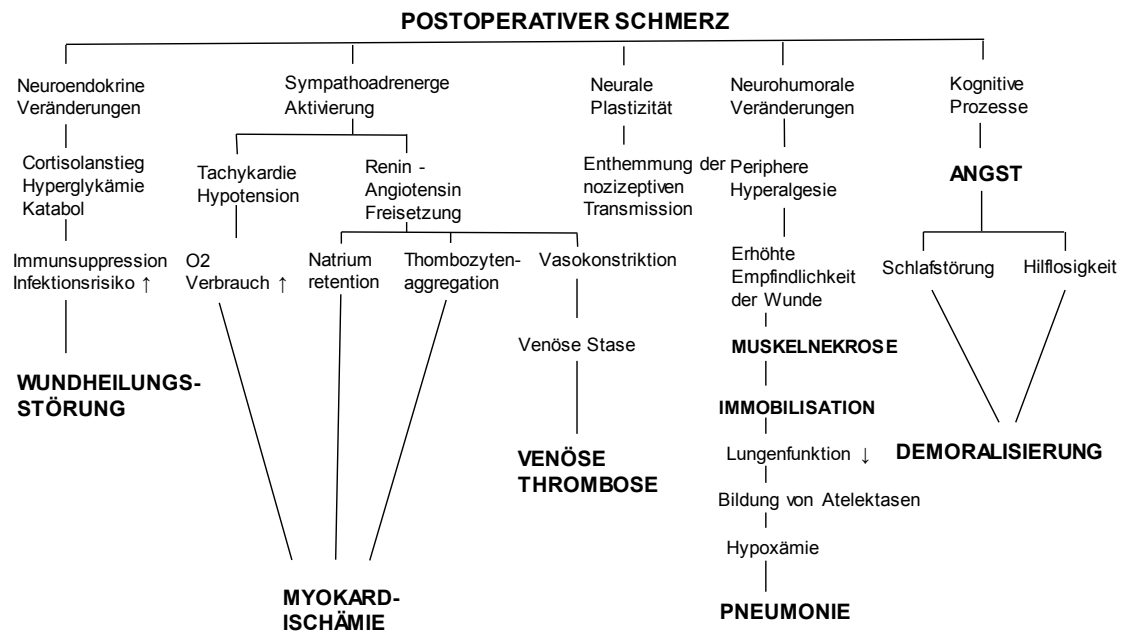 POSTOPERATIVER SCHMERZ
Neuroendokrine
Veränderungen
Sympathoadrenerge
Aktivierung
Neurale
Plastizität
Neurohumorale
Veränderungen
Kognitive
Prozesse
Cortisolanstieg
Hyperglykämie
Katabol
Tachykardie
Hypotension
Renin -
Angiotensin
Freisetzung
Enthemmung der
nozizeptiven
Transmission
Periphere
Hyperalgesie
ANGST
Immunsuppression
Infektionsrisiko ↑
O2
Verbrauch ↑
Natrium
retention
Thombozyten-
aggregation
Vasokonstriktion
Erhöhte
Empfindlichkeit
der Wunde
Schlafstörung
Hilflosigkeit
Venöse Stase
MUSKELNEKROSE
WUNDHEILUNGS-
STÖRUNG
IMMOBILISATION
VENÖSE
THROMBOSE
Lungenfunktion ↓
DEMORALISIERUNG
Bildung von Atelektasen
Hypoxämie
MYOKARD-
ISCHÄMIE
PNEUMONIE